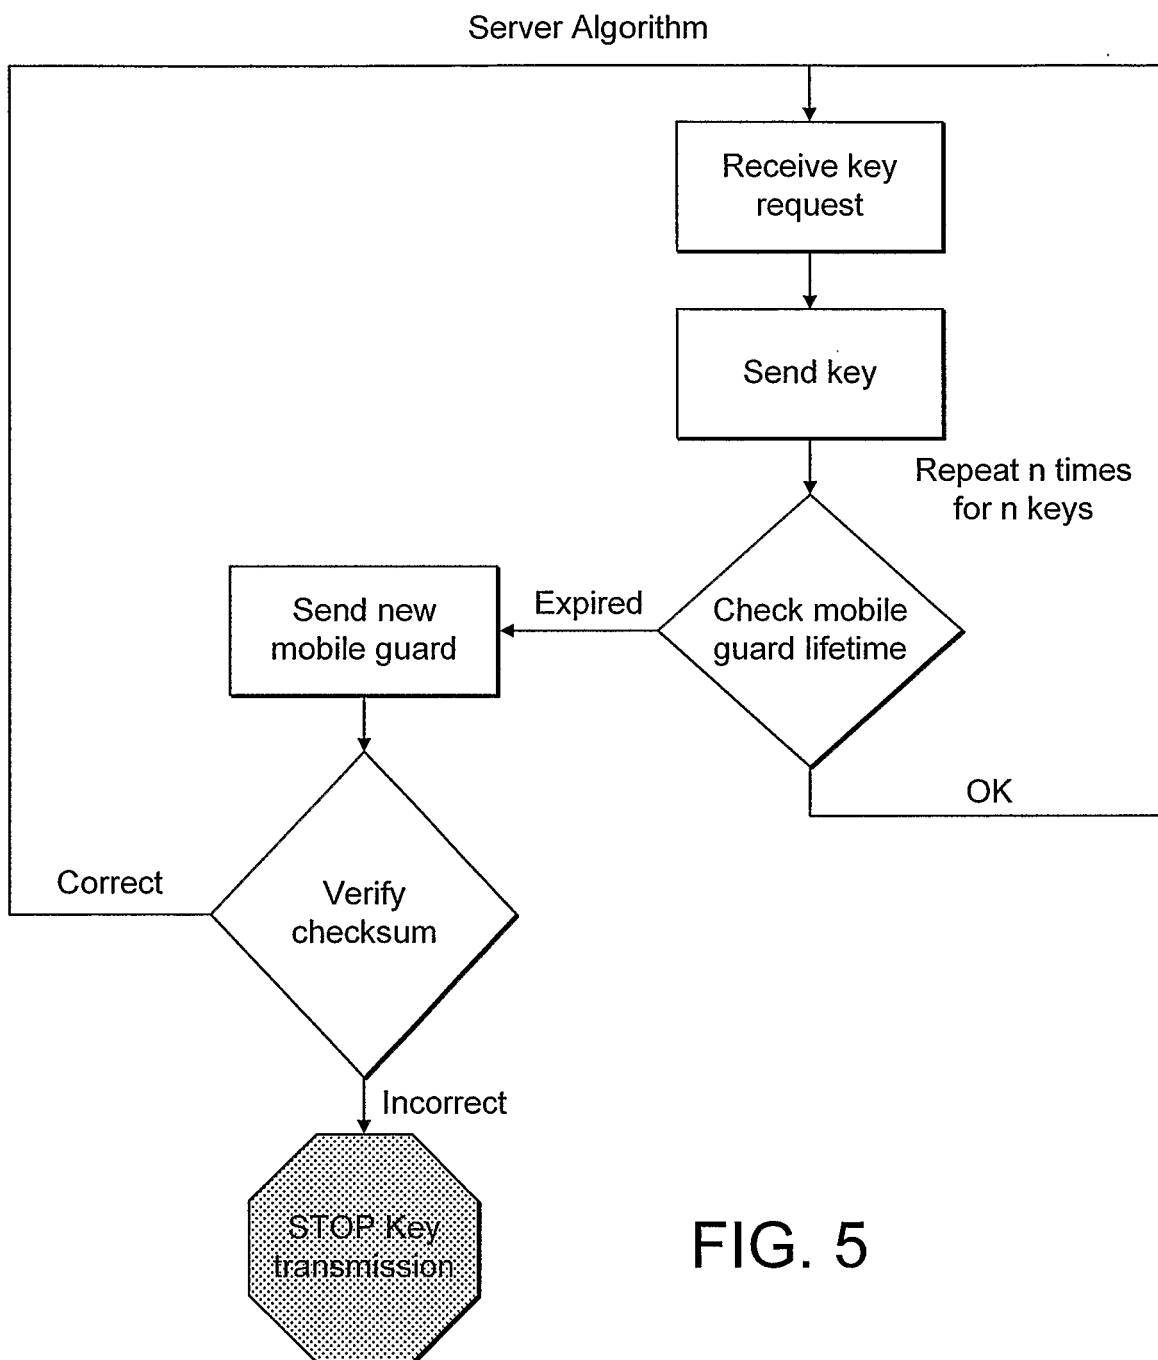 Server Algorithm
Receive key
request
Send key
Repeat n times
for n keys
Check mobile
guard lifetime
Expired
Send new
mobile guard
OK
Correct
Verify
checksum
Incorrect
STOP Key
transmission
FIG. 5